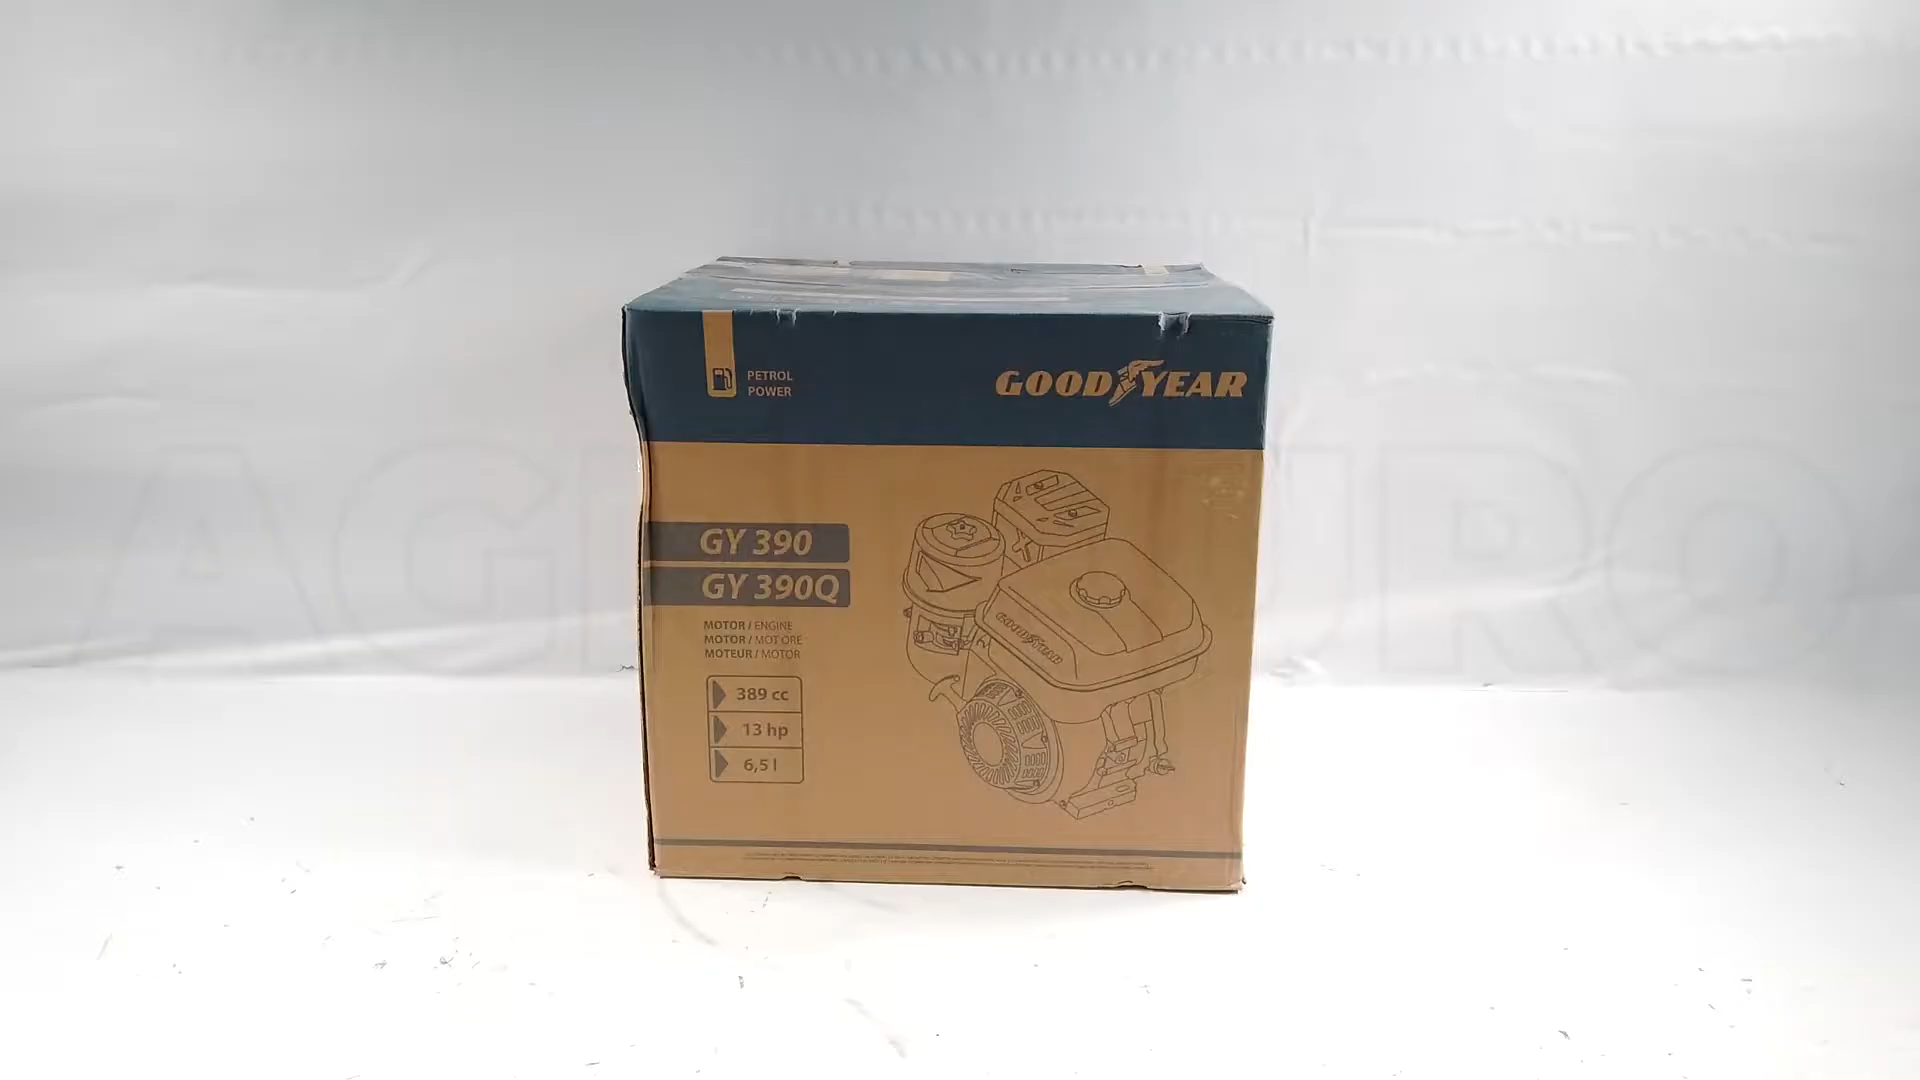 PETROL
POWER
GOODYEAR
GY 390
GY 390Q
MOTOR / ENGINE
MOTOR / MOTORE
MOTEUR / MOTOR
389 cc
13 hp
6,5 l
GOODYEAR
AGIURO